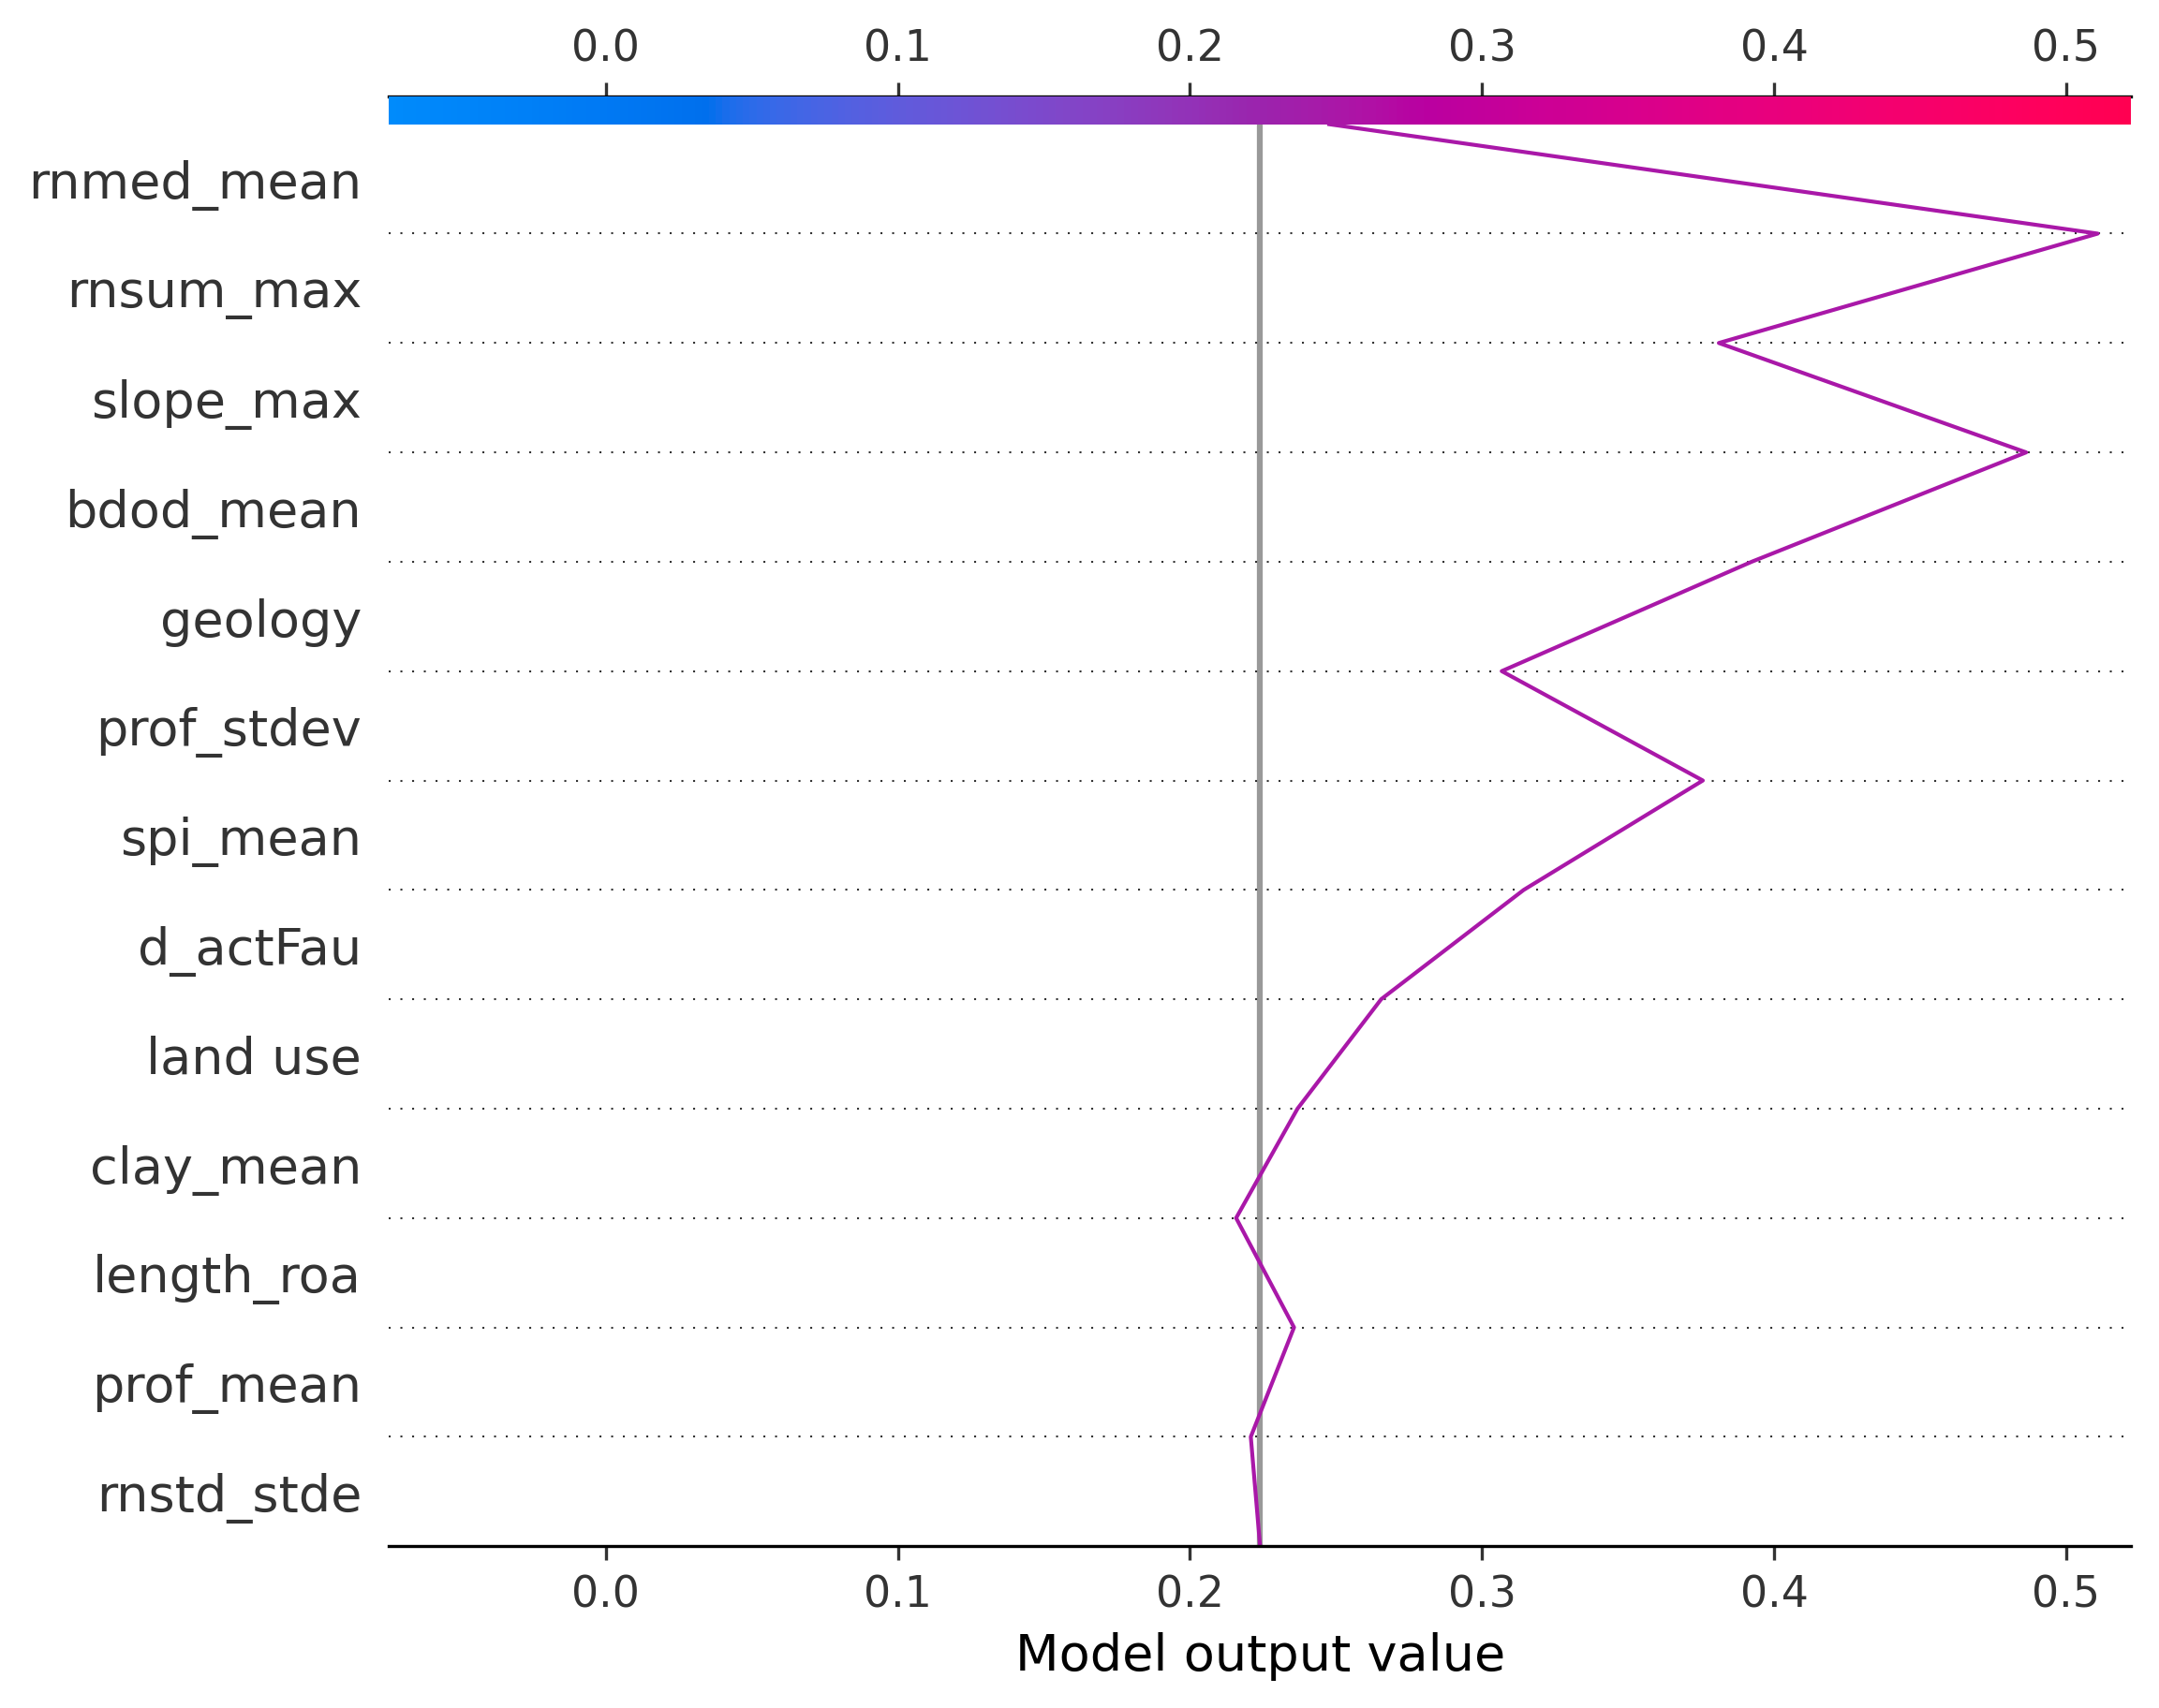 0.0 0.1 0.2 0.3 0.4 0.5
rnmed_mean
rnsum_max
slope_max
bdod_mean
geology
prof_stdev
spi_mean
d_actFau
land use
clay_mean
length_roa
prof_mean
rnstd_stde
0.0 0.1 0.2 0.3 0.4 0.5
Model output value